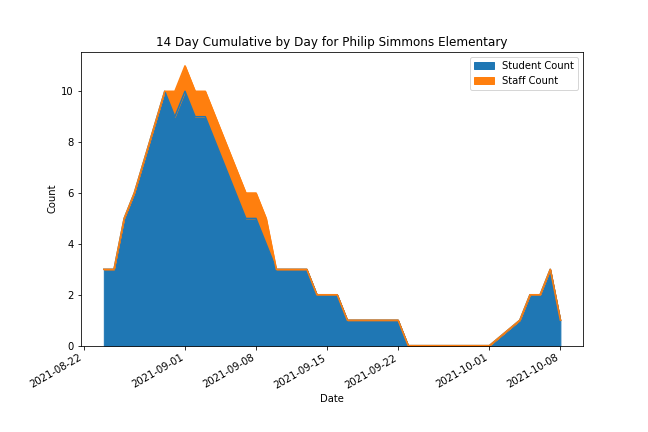 14 Day Cumulative by Day for Philip Simmons Elementary
Student Count
Staff Count
Count
10
8
6
4
2
0
2021-08-22
2021-09-01
2021-09-08
2021-09-15
2021-09-22
2021-10-01
2021-10-08
Date